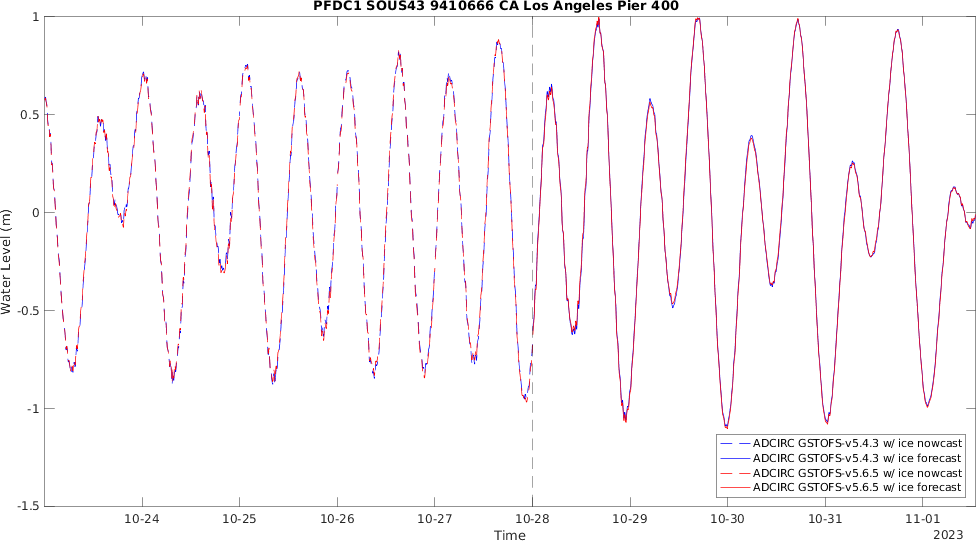 PFDC1 SOUS43 9410666 CA Los Angeles Pier 400
1
0.5
0
-0.5
-1
-1.5
Water Level (m)
ADCIRC GSTOFS-v5.4.3 w/ ice nowcast
ADCIRC GSTOFS-v5.4.3 w/ ice forecast
ADCIRC GSTOFS-v5.6.5 w/ ice nowcast
ADCIRC GSTOFS-v5.6.5 w/ ice forecast
10-24 10-25 10-26 10-27 10-28 10-29 10-30 10-31 11-01
Time
2023